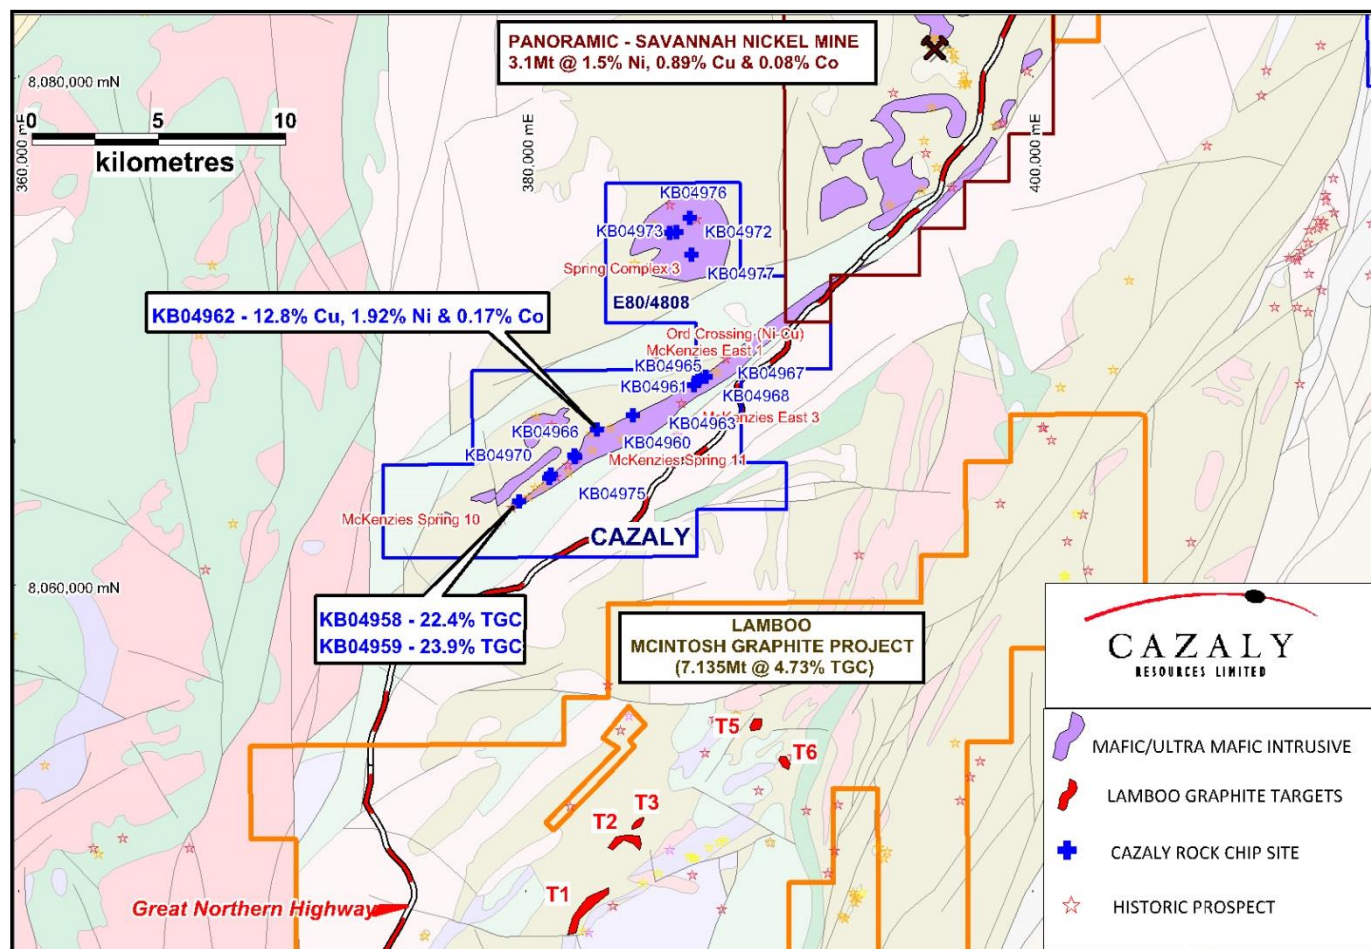 PANORAMIC - SAVANNAH NICKEL MINE
3.1Mt @ 1.5% Ni, 0.89% Cu & 0.08% Co
8,080,000 mN
0 5 10
kilometres
360,000 mE
380,000 mE
400,000 mE
KB04976
KB04973
KB04972
Spring Complex 3
KB04977
E80/4808
KB04962 - 12.8% Cu, 1.92% Ni & 0.17% Co
Ord Crossing (Ni-Cu)
McKenzies East 1
KB04965
KB04967
KB04961
KB04968
McKenzies East 3
KB04963
KB04966
KB04960
KB04970
McKenzies Spring 11
KB04975
McKenzies Spring 10
CAZALY
8,060,000 mN
KB04958 - 22.4% TGC
KB04959 - 23.9% TGC
LAMBOO
MCINTOSH GRAPHITE PROJECT
(7.135Mt @ 4.73% TGC)
CAZALY
RESOURCES LIMITED
T5
T6
T3
T2
T1
Great Northern Highway
MAFIC/ULTRA MAFIC INTRUSIVE
LAMBOO GRAPHITE TARGETS
CAZALY ROCK CHIP SITE
HISTORIC PROSPECT